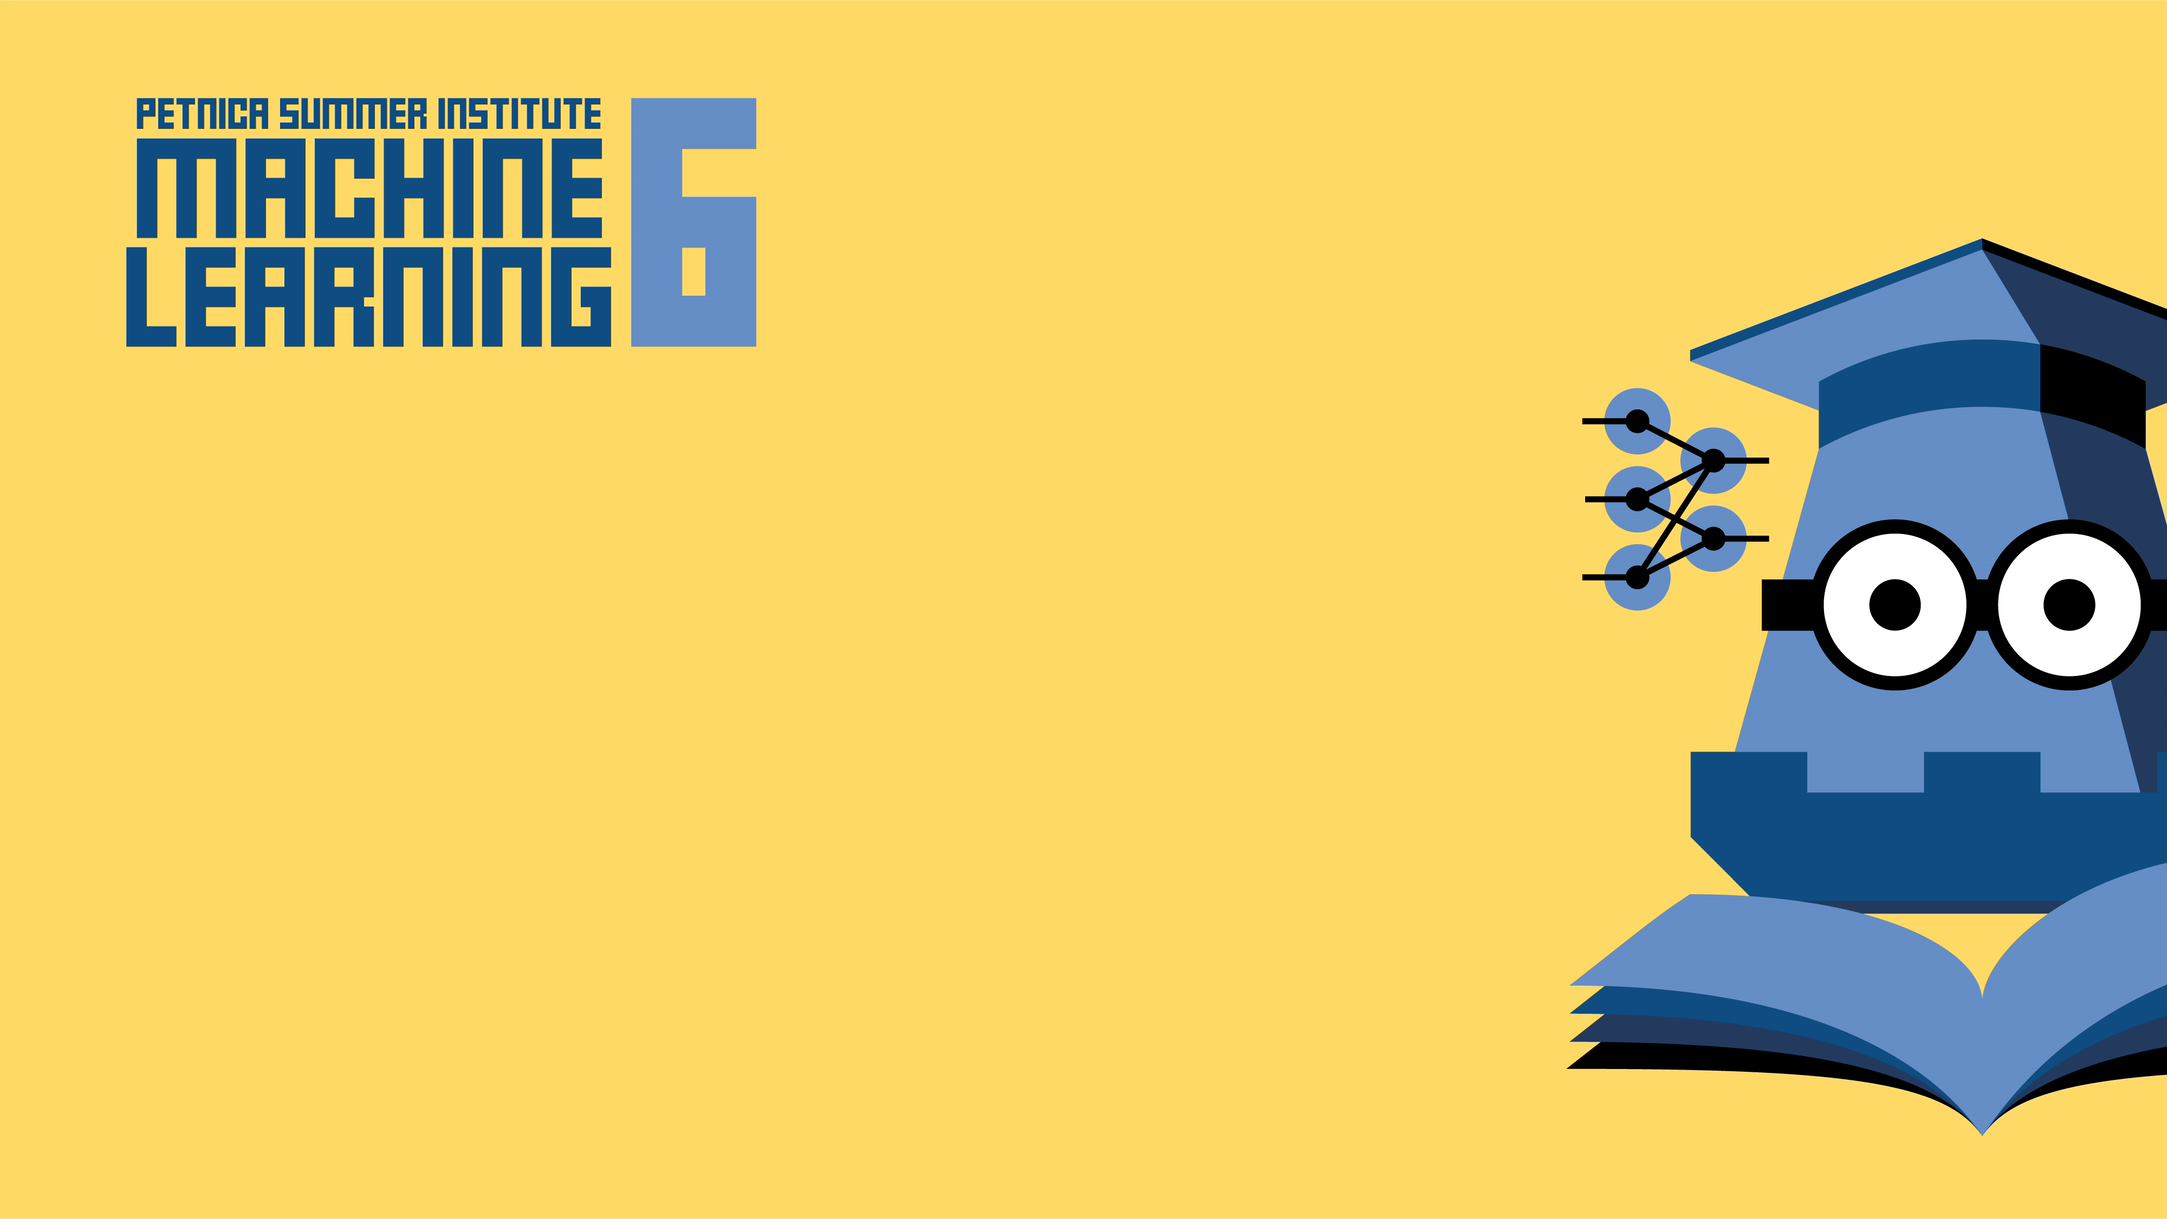 PETNICA SUMMER INSTITUTE
MACHINE
LEARNING
6